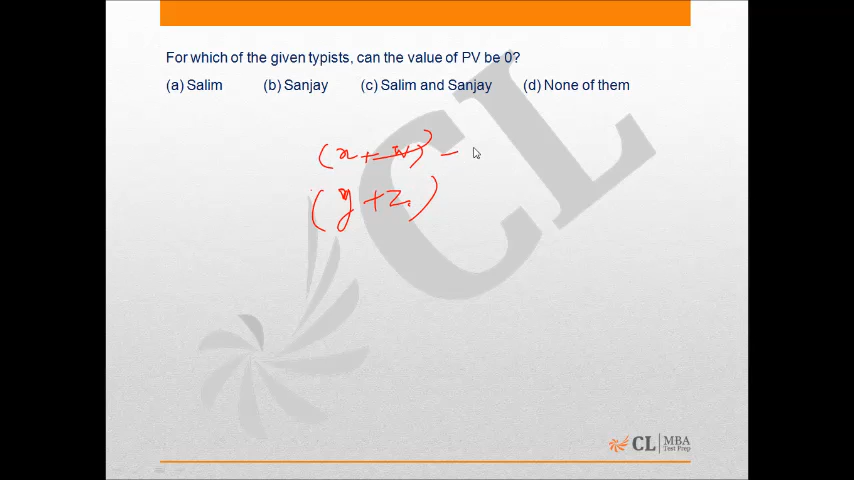 For which of the given typists, can the value of PV be 0?
(a) Salim (b) Sanjay (c) Salim and Sanjay (d) None of them
(x + w) –
(y + z)
CL
CL MBA
Test Prep